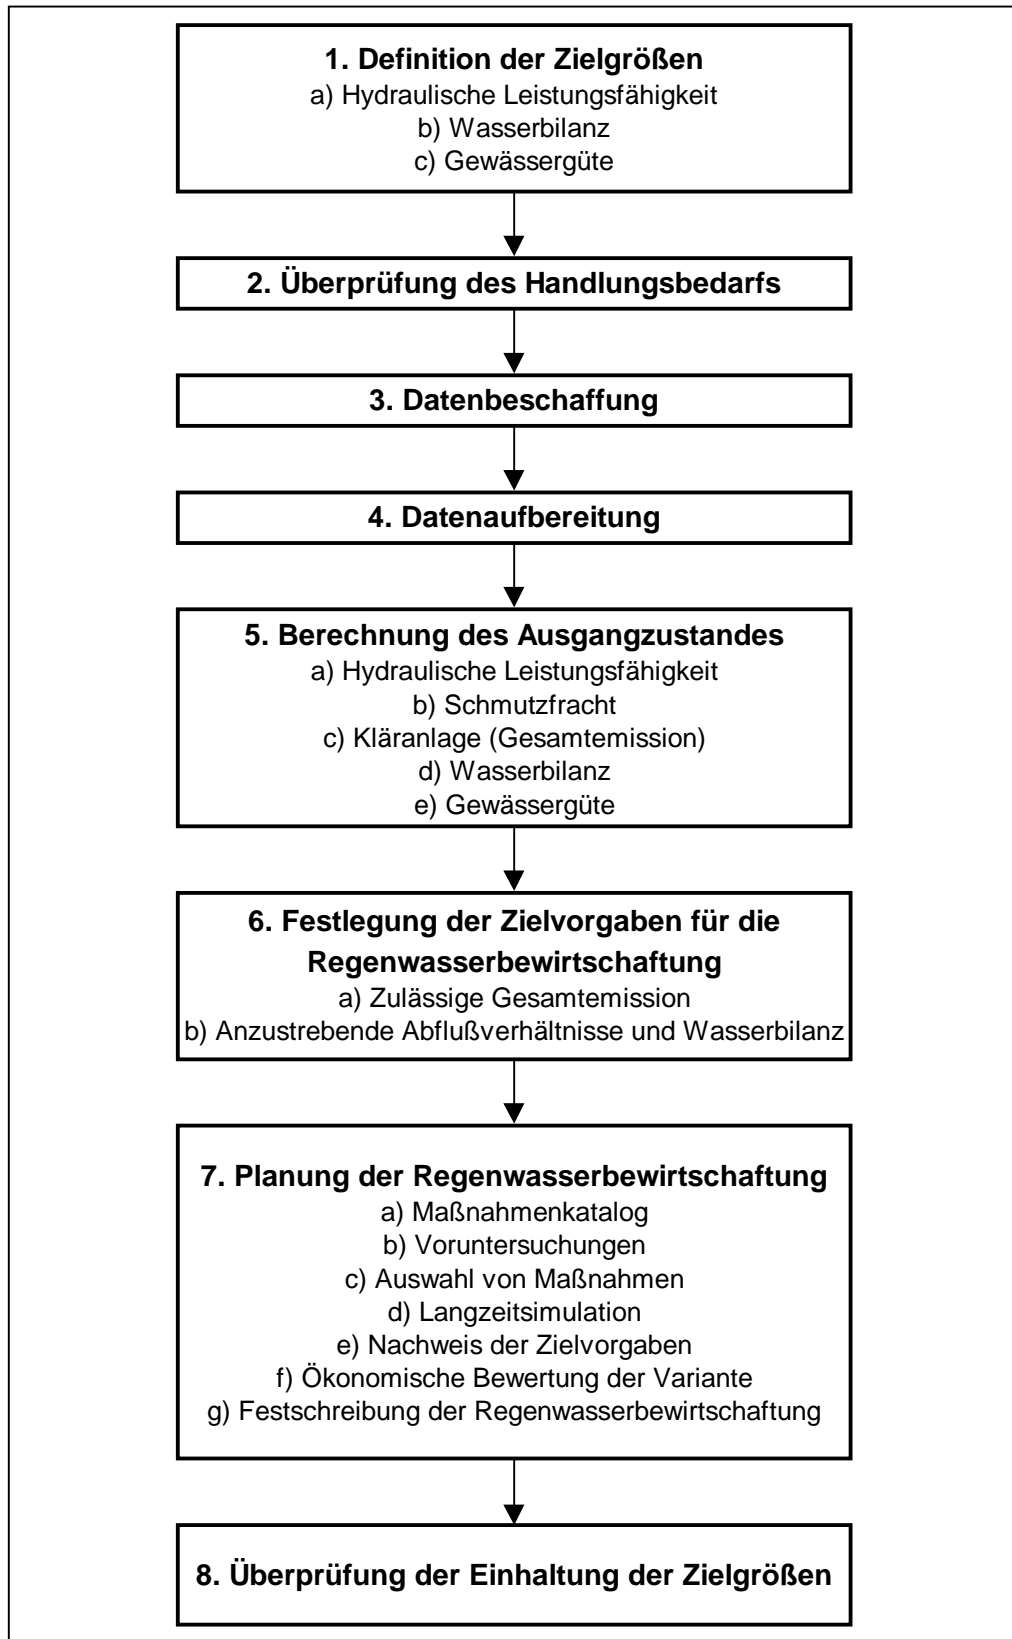 1. Definition der Zielgrößen
a) Hydraulische Leistungsfähigkeit
b) Wasserbilanz
c) Gewässergüte
2. Überprüfung des Handlungsbedarfs
3. Datenbeschaffung
4. Datenaufbereitung
5. Berechnung des Ausgangzustandes
a) Hydraulische Leistungsfähigkeit
b) Schmutzfracht
c) Kläranlage (Gesamtemission)
d) Wasserbilanz
e) Gewässergüte
6. Festlegung der Zielvorgaben für die
Regenwasserbewirtschaftung
a) Zulässige Gesamtemission
b) Anzustrebende Abflußverhältnisse und Wasserbilanz
7. Planung der Regenwasserbewirtschaftung
a) Maßnahmenkatalog
b) Voruntersuchungen
c) Auswahl von Maßnahmen
d) Langzeitsimulation
e) Nachweis der Zielvorgaben
f) Ökonomische Bewertung der Variante
g) Festschreibung der Regenwasserbewirtschaftung
8. Überprüfung der Einhaltung der Zielgrößen